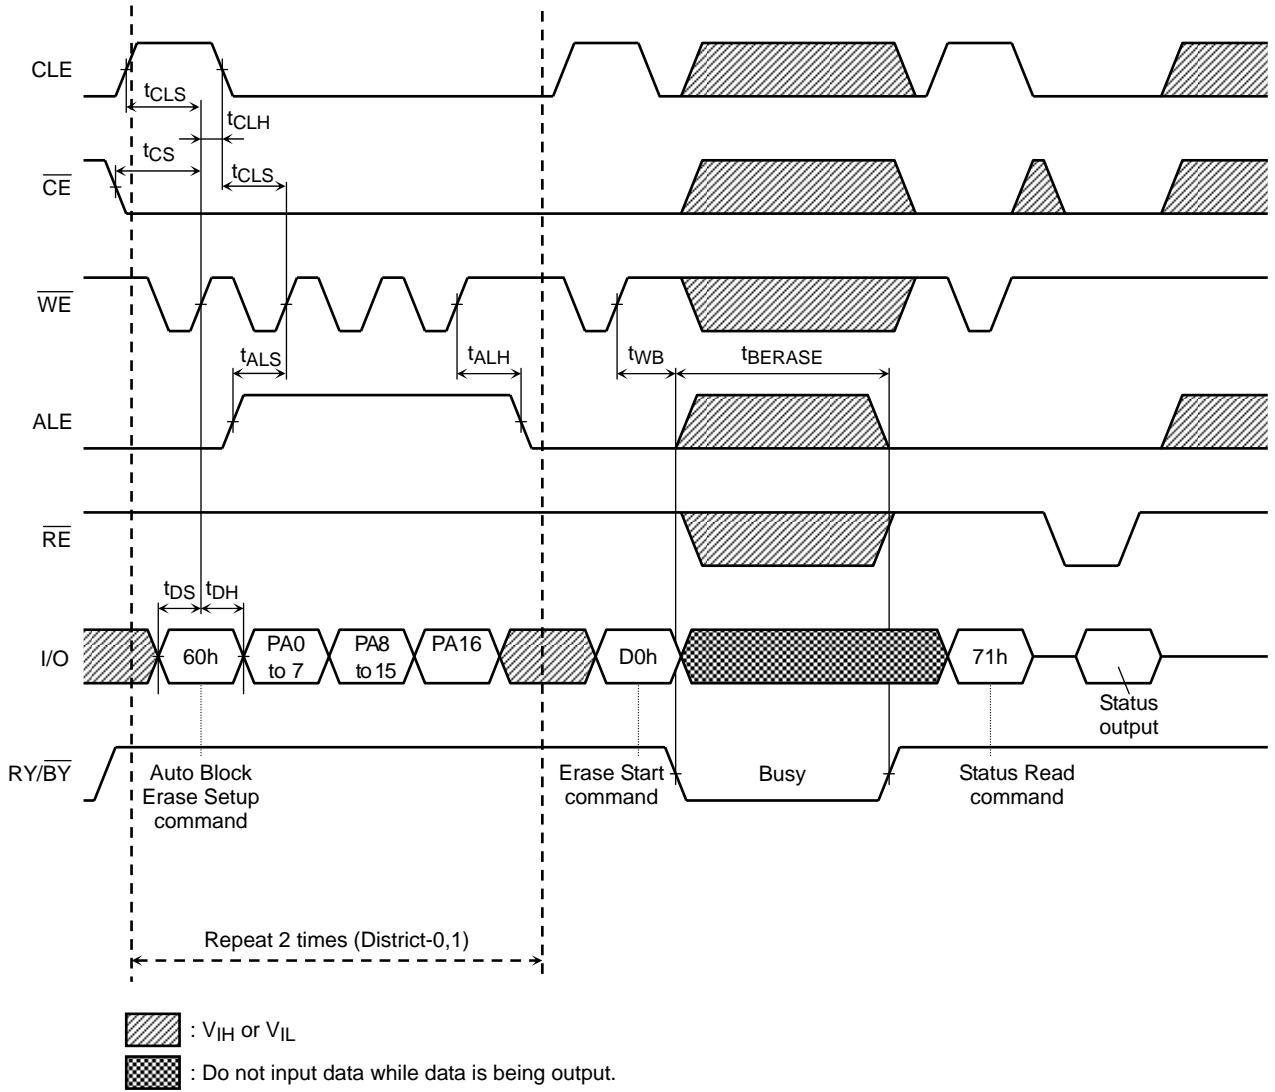 CLE
tCLS
tCLH
tCS
tCLS
CE
WE
tALS
tALH
tWB
tBERASE
ALE
RE
tDS
tDH
I/O
60h
PA0
to 7
PA8
to 15
PA16
D0h
71h
Status
output
RY/BY
Auto Block
Erase Setup
command
Erase Start
command
Busy
Status Read
command
Repeat 2 times (District-0,1)
: VIH or VIL
: Do not input data while data is being output.